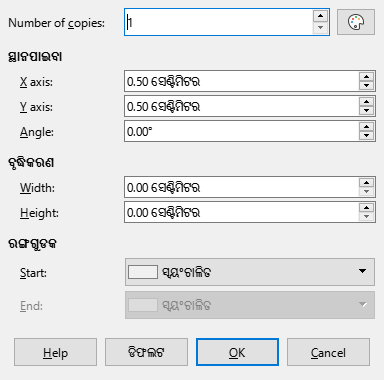 Number of copies: 1
ସ୍ଥାନପାଇବା
X axis: 0.50 ସେଣ୍ଟିମିଟର
Y axis: 0.50 ସେଣ୍ଟିମିଟର
Angle: 0.00°
ବୃଦ୍ଧିକରଣ
Width: 0.00 ସେଣ୍ଟିମିଟର
Height: 0.00 ସେଣ୍ଟିମିଟର
ରଙ୍ଗଗୁଡିକ
Start: ସ୍ୱୟଂଚାଳିତ
End: ସ୍ୱୟଂଚାଳିତ
Help ଡିଫଲଟ OK Cancel